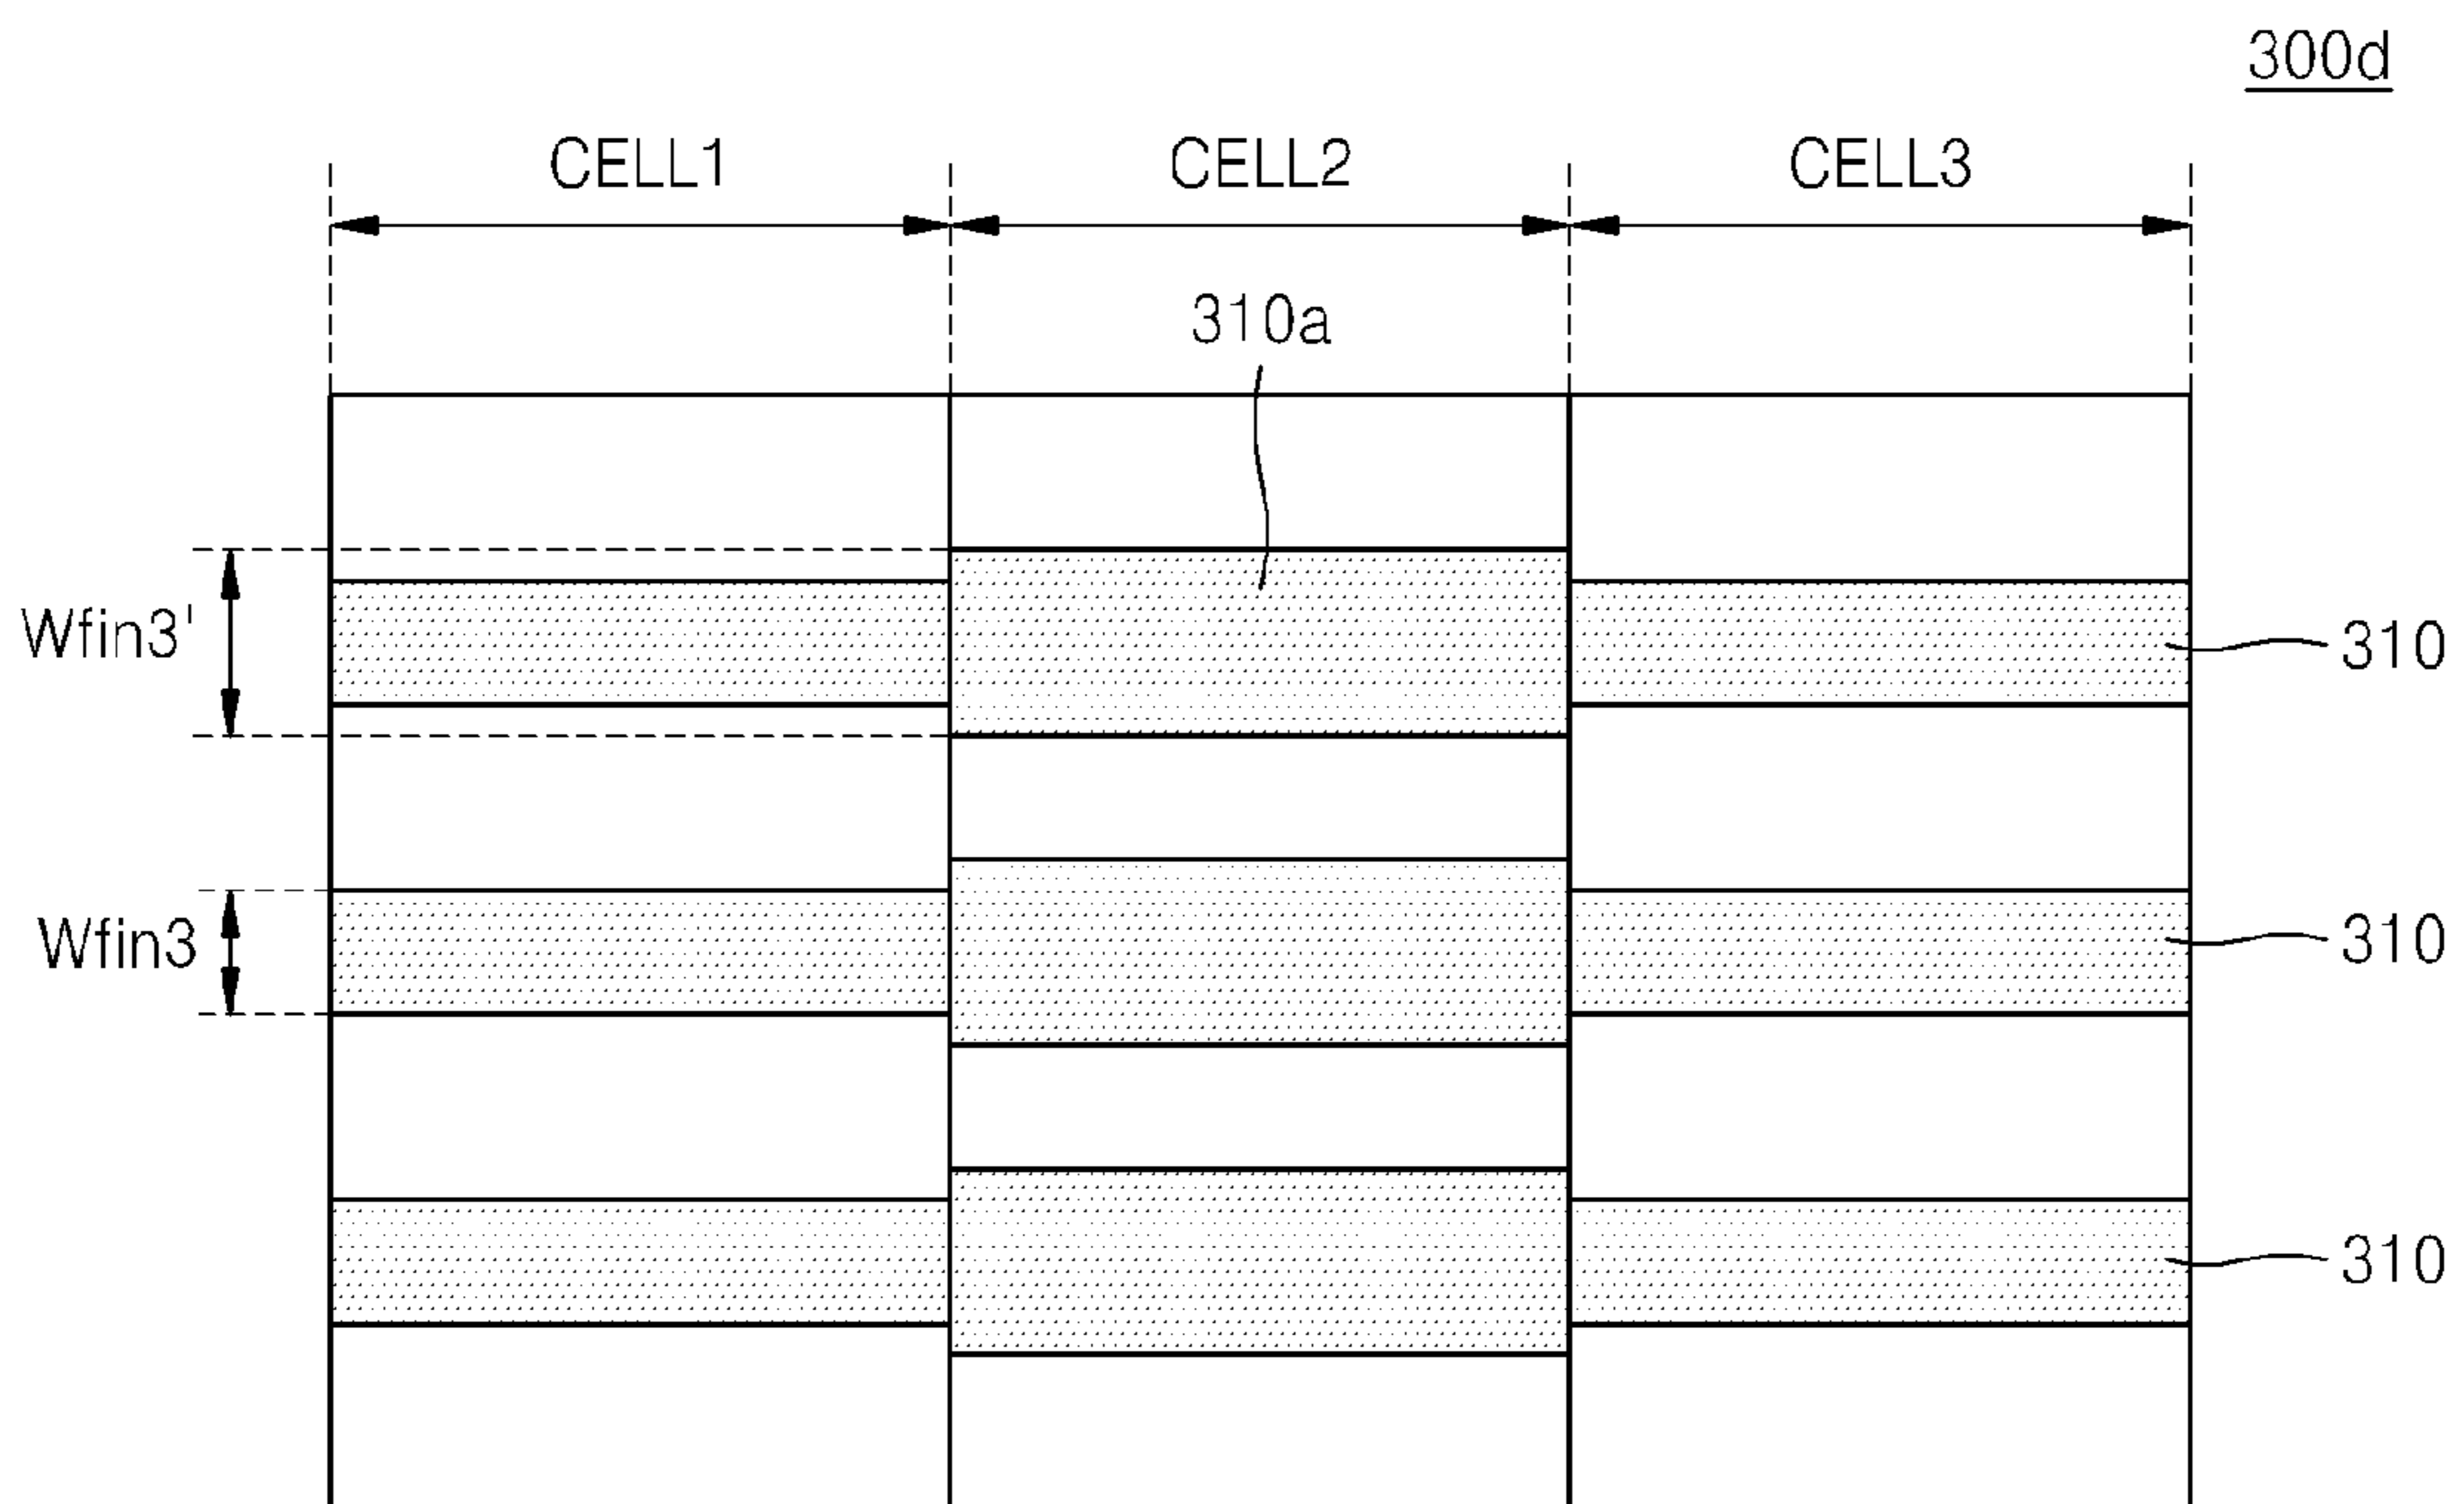 300d
CELL1 CELL2 CELL3
310a
Wfin3' 310
Wfin3 310
310